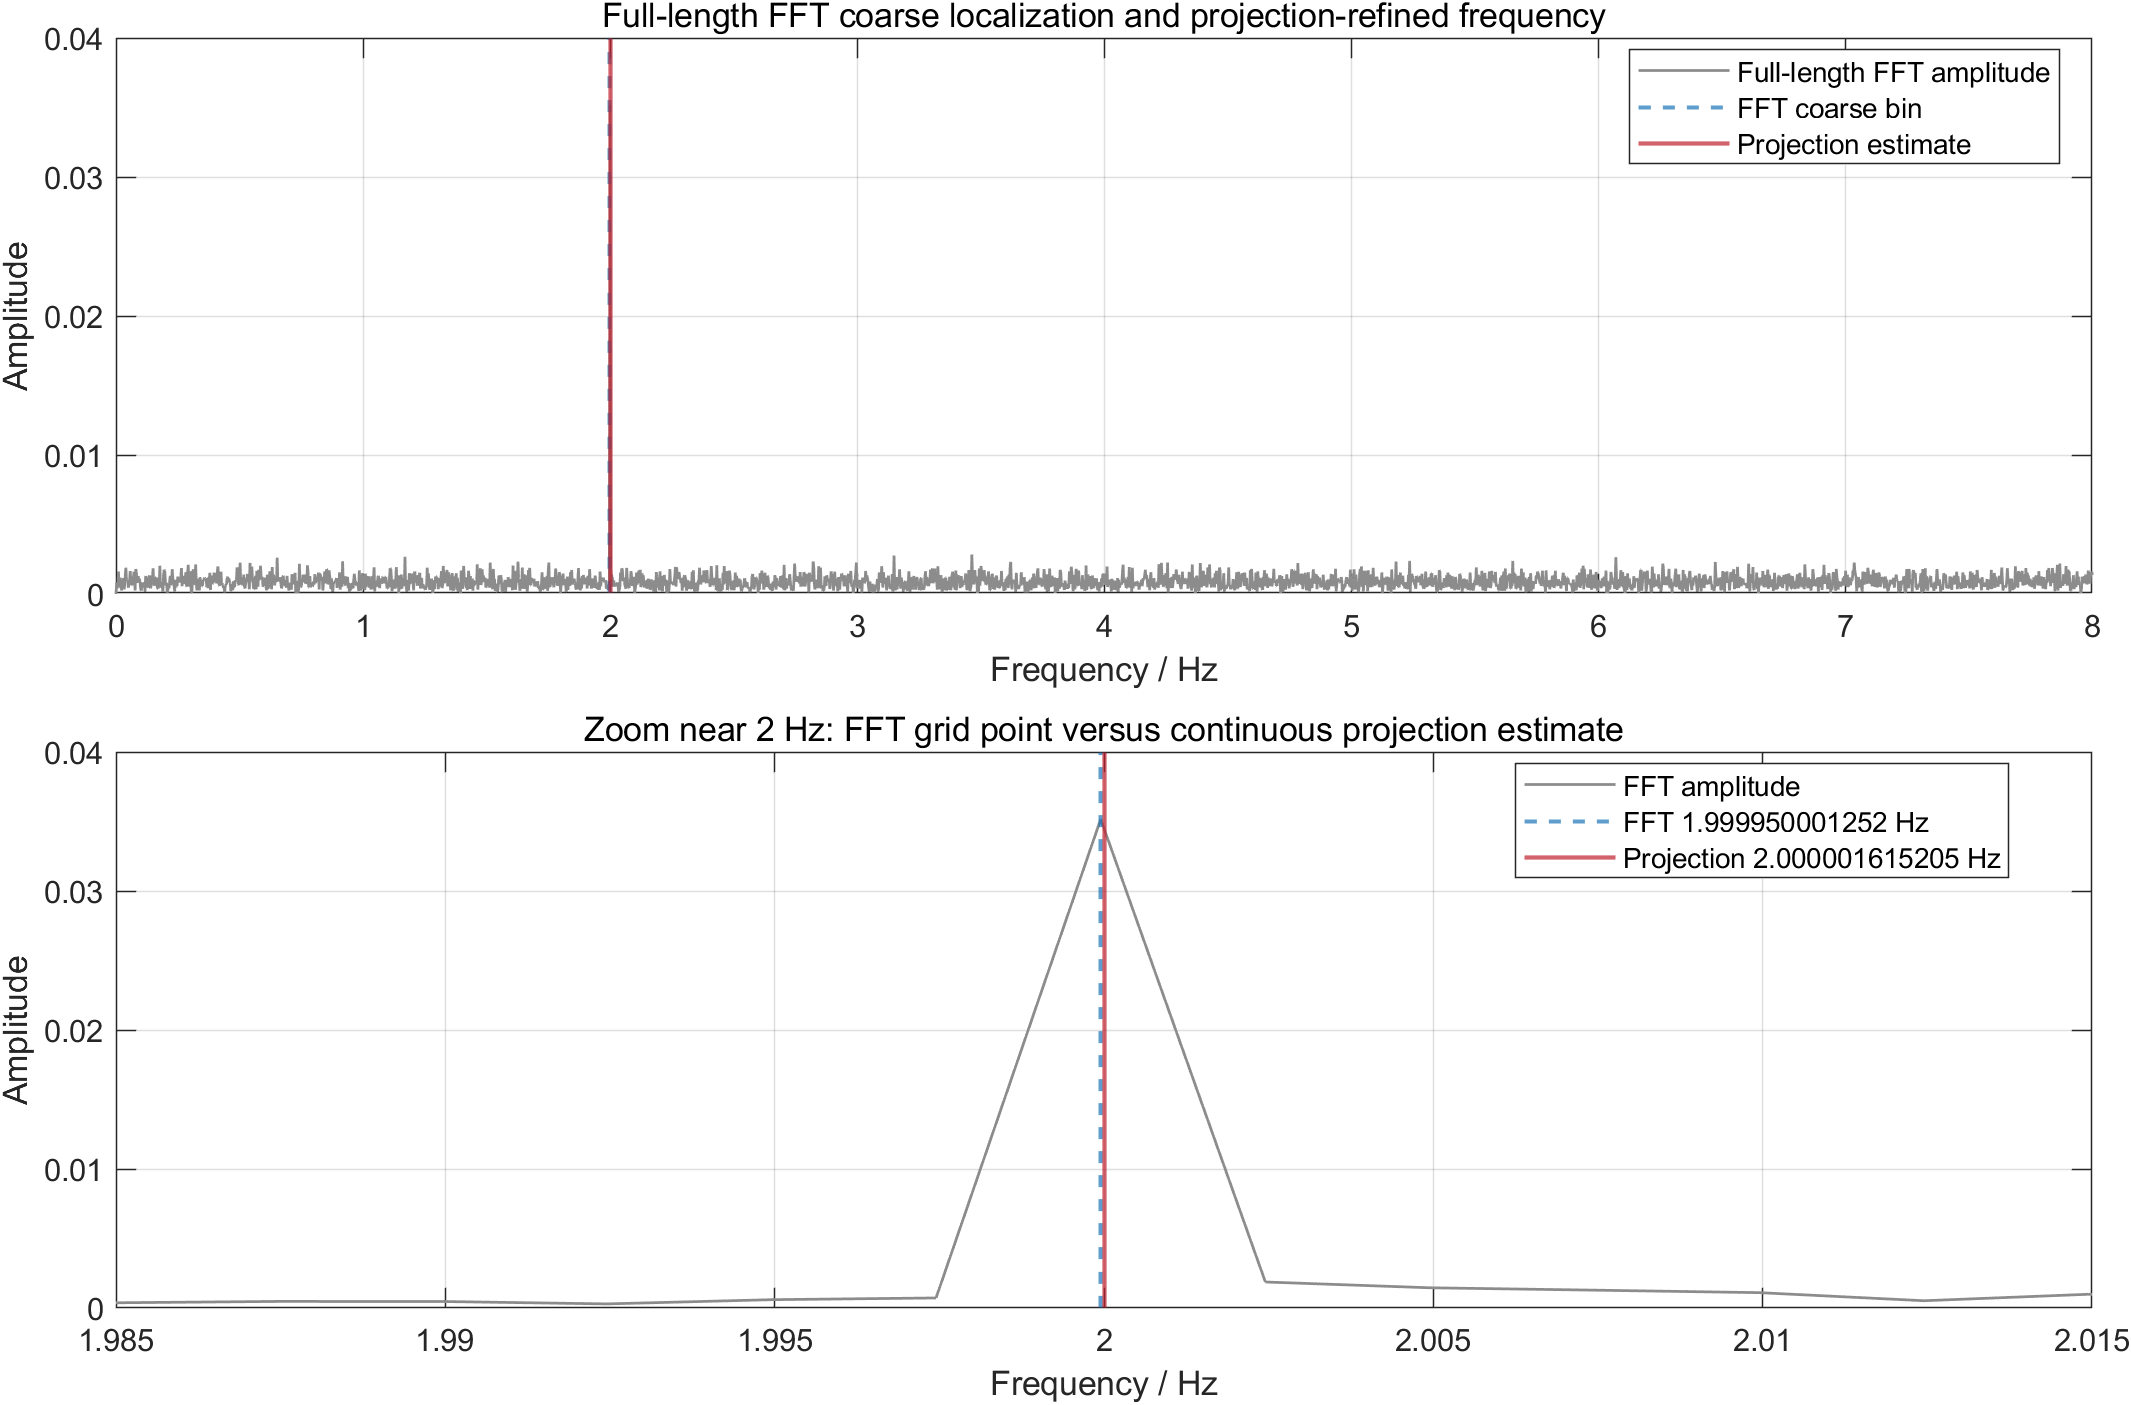 Full-length FFT coarse localization and projection-refined frequency
0.04
0.03
0.02
0.01
0
Amplitude
Full-length FFT amplitude
FFT coarse bin
Projection estimate
0 1 2 3 4 5 6 7 8
Frequency / Hz
Zoom near 2 Hz: FFT grid point versus continuous projection estimate
0.04
0.03
0.02
0.01
0
Amplitude
FFT amplitude
FFT 1.999950001252 Hz
Projection 2.000001615205 Hz
1.985 1.99 1.995 2 2.005 2.01 2.015
Frequency / Hz